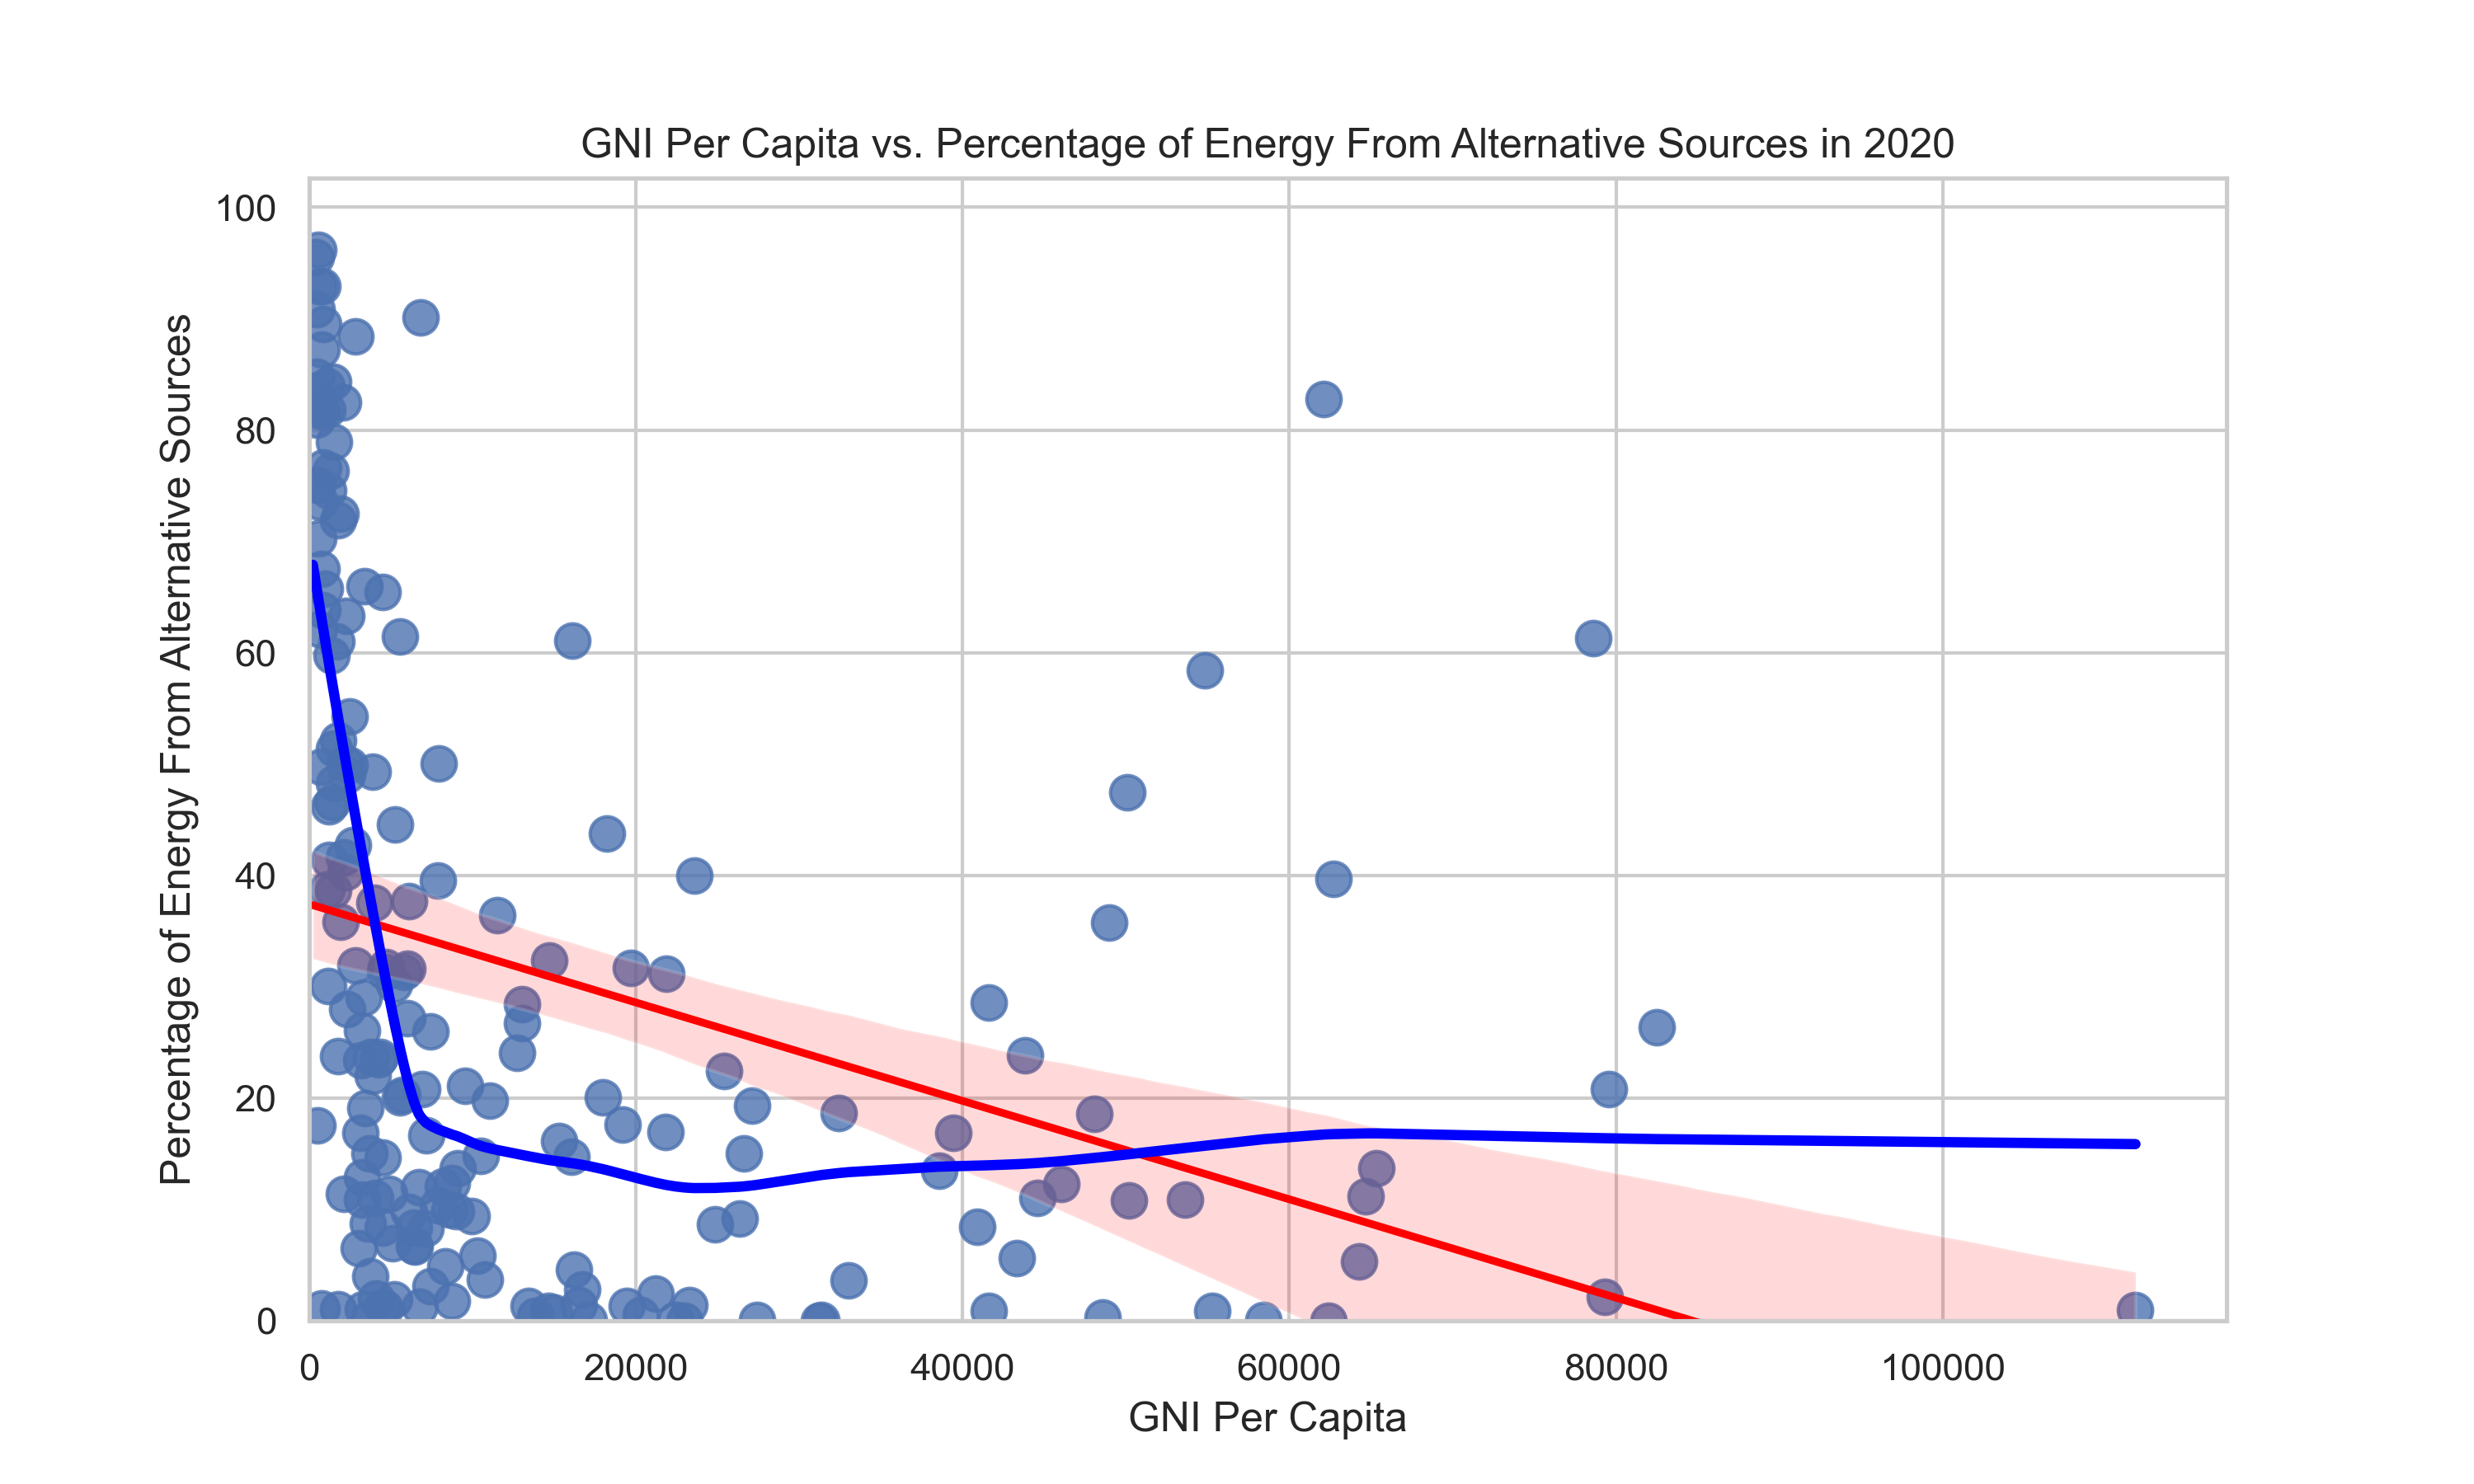 GNI Per Capita vs. Percentage of Energy From Alternative Sources in 2020
Percentage of Energy From Alternative Sources
100
80
60
40
20
0
0 20000 40000 60000 80000 100000
GNI Per Capita